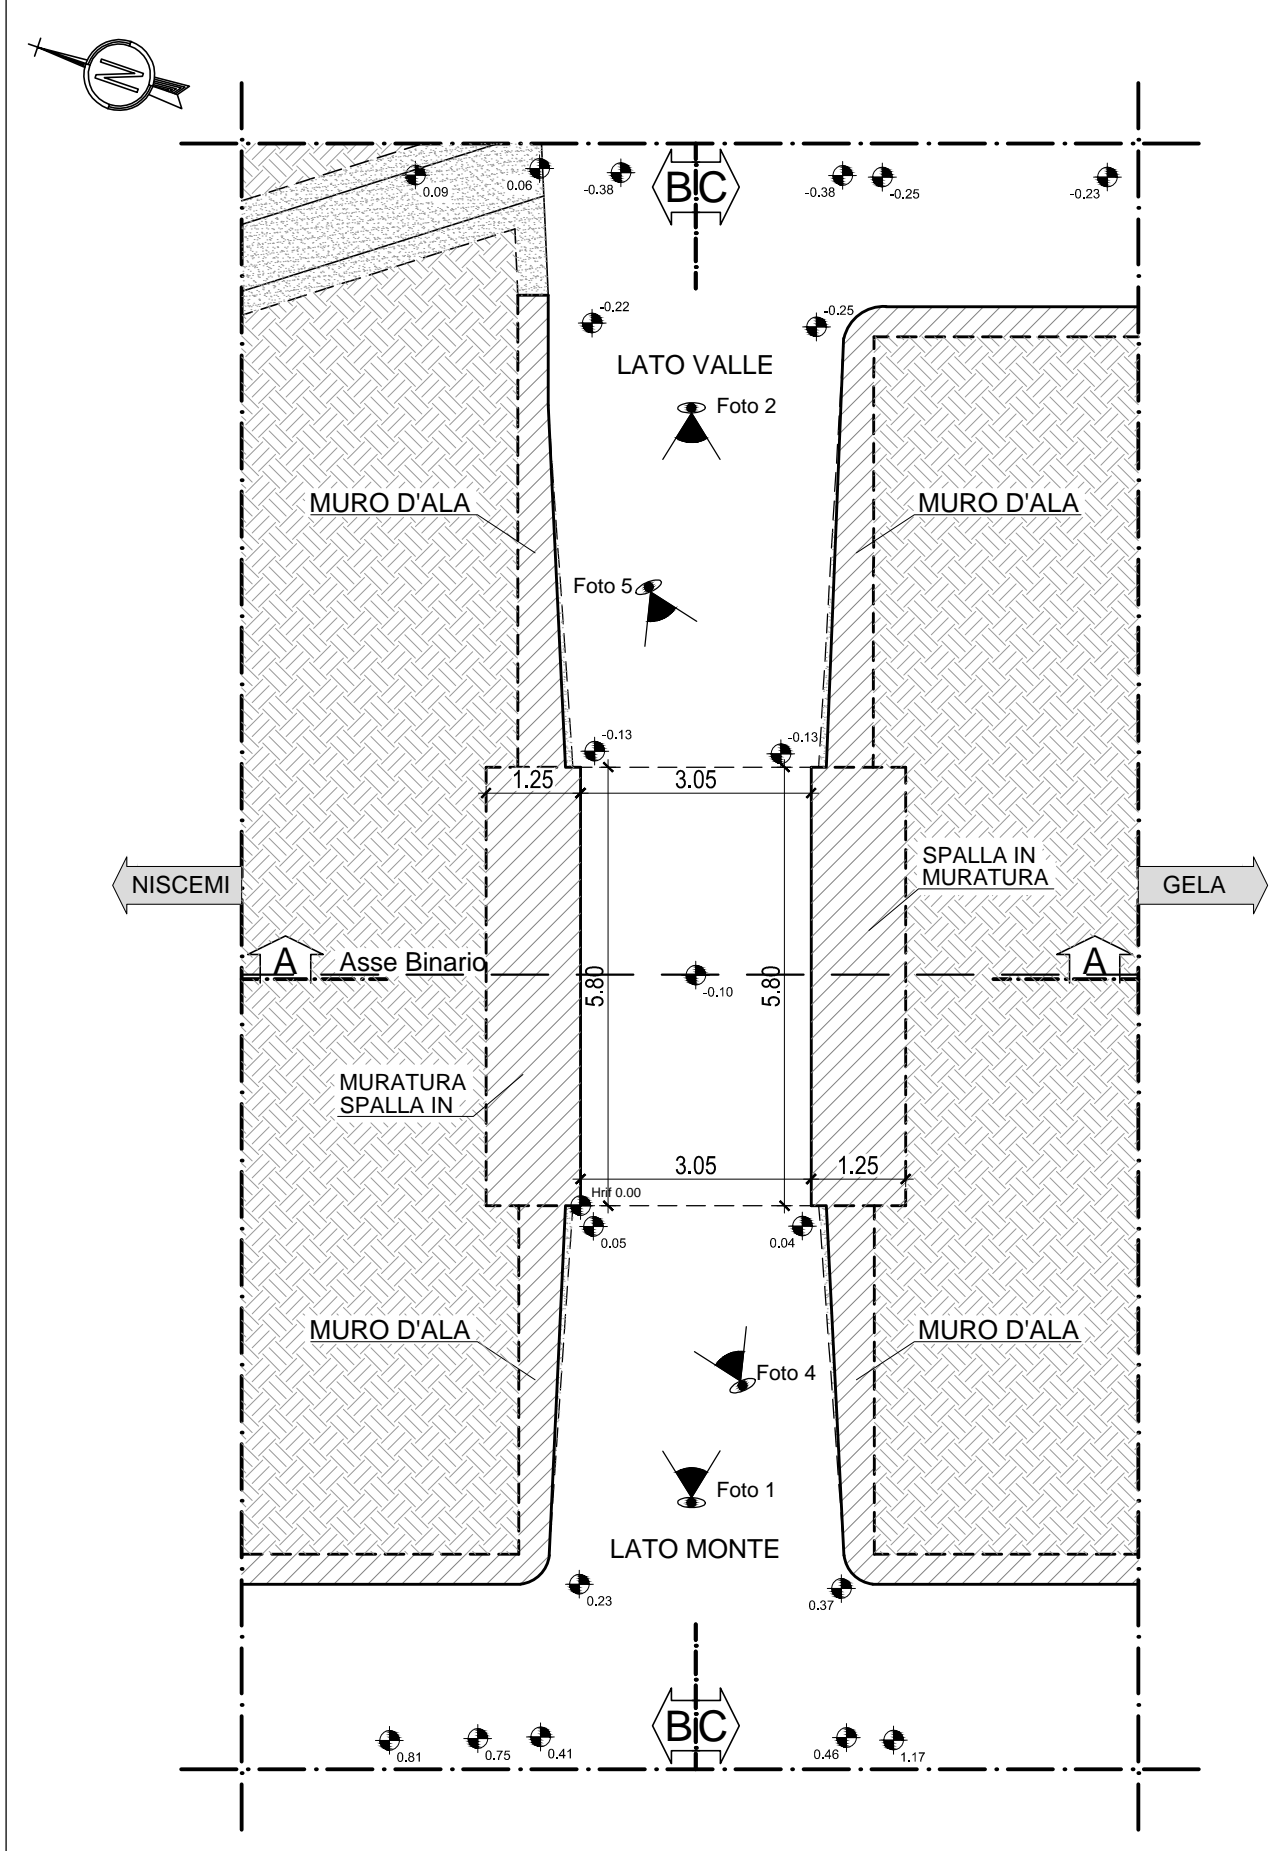 N
0.09
0.06
-0.38
B C
-0.38
-0.25
-0.23
-0.22
-0.25
LATO VALLE
Foto 2
MURO D'ALA
MURO D'ALA
Foto 5
-0.13
-0.13
1.25
3.05
SPALLA IN
MURATURA
NISCEMI
GELA
A
Asse Binario
A
5.80
-0.10
5.80
MURATURA
SPALLA IN
3.05
1.25
Hrif 0.00
0.05
0.04
MURO D'ALA
MURO D'ALA
Foto 4
Foto 1
LATO MONTE
0.23
0.37
B C
0.81
0.75
0.41
0.46
1.17